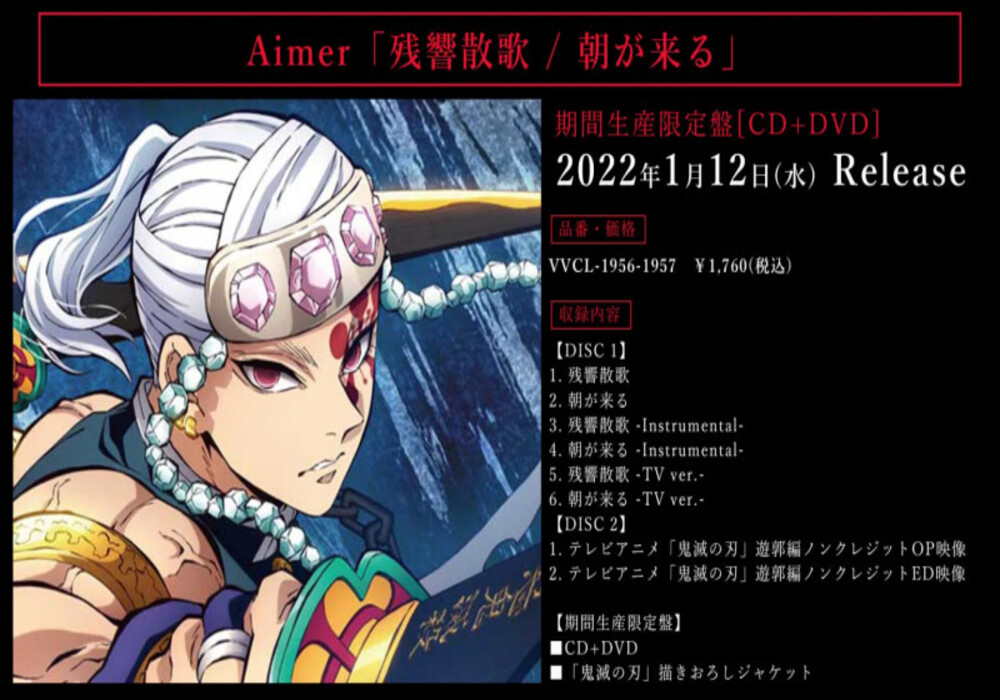 Aimer「残響散歌 / 朝が来る」
期間生産限定盤[CD+DVD]
2022年1月12日(水) Release
品番・価格
VVCL-1956-1957　¥1,760(税込)
収録内容
【DISC 1】
1. 残響散歌
2. 朝が来る
3. 残響散歌 -Instrumental-
4. 朝が来る -Instrumental-
5. 残響散歌 -TV ver.-
6. 朝が来る -TV ver.-
【DISC 2】
1. テレビアニメ「鬼滅の刃」遊郭編ノンクレジットOP映像
2. テレビアニメ「鬼滅の刃」遊郭編ノンクレジットED映像
【期間生産限定盤】
■CD+DVD
■「鬼滅の刃」描きおろしジャケット